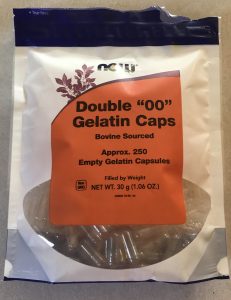 NOW
Double "00"
Gelatin Caps
Bovine Sourced
Approx. 250
Empty Gelatin Capsules
Filled by Weight
NET WT. 30 g (1.06 OZ.)